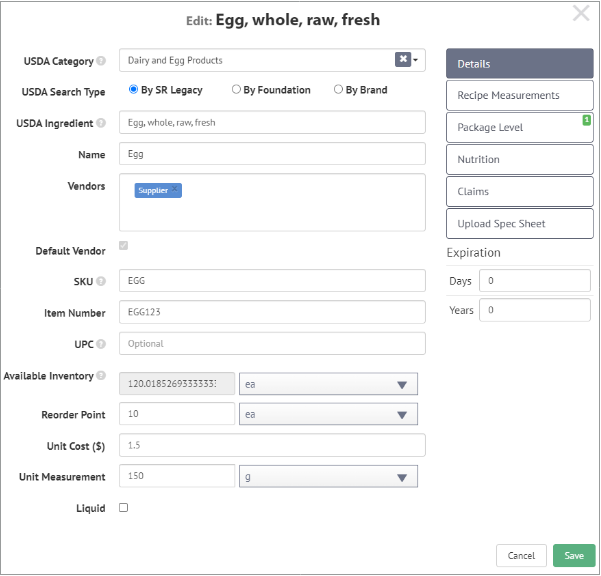 Edit: Egg, whole, raw, fresh
USDA Category Dairy and Egg Products
USDA Search Type By SR Legacy By Foundation By Brand
USDA Ingredient Egg, whole, raw, fresh
Name Egg
Vendors Supplier x
Default Vendor
SKU EGG
Item Number EGG123
UPC Optional
Available Inventory 120.0185269333333 ea
Reorder Point 10 ea
Unit Cost ($) 1.5
Unit Measurement 150 g
Liquid
Details
Recipe Measurements
Package Level 1
Nutrition
Claims
Upload Spec Sheet
Expiration
Days 0
Years 0
Cancel Save